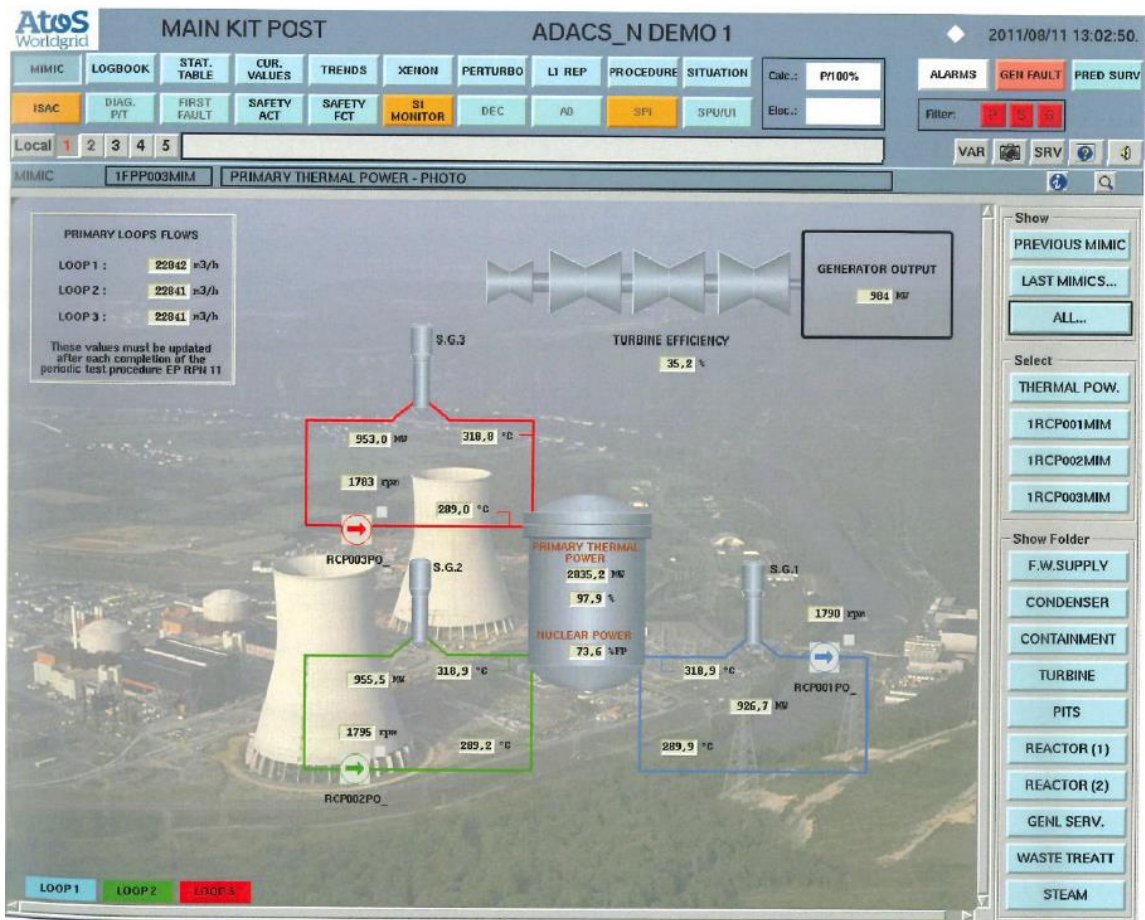 Atos
Worldgrid
MAIN KIT POST
ADACS_N DEMO 1
2011/08/11 13:02:50.
MIMIC
LOGBOOK
STAT. TABLE
CUR. VALUES
TRENDS
XENON
PERTURBO
L1 REP
PROCEDURE
SITUATION
Calc.: P/100%
ALARMS
GEN FAULT
PRED SURV
ISAC
DIAG. P/T
FIRST FAULT
SAFETY ACT
SAFETY FCT
SI MONITOR
DEC
AD
SPI
SPU/UI
Eloc.:
Filter: P S G
Local 1 2 3 4 5
VAR
SRV
MIMIC
1FPP003MIM
PRIMARY THERMAL POWER - PHOTO
PRIMARY LOOPS FLOWS
LOOP 1 : 22842 m3/h
LOOP 2 : 22841 m3/h
LOOP 3 : 22841 m3/h
These values must be updated
after each completion of the
periodic test procedure EP RPN 11
GENERATOR OUTPUT
984 MW
TURBINE EFFICIENCY
35,2 %
S.G.3
953,0 MW
318,8 °C
1783 rpm
289,0 °C
RCP003PO_
PRIMARY THERMAL
POWER
2835,2 MW
97,9 %
NUCLEAR POWER
73,6 %FP
S.G.2
955,5 MW
318,9 °C
1795 rpm
289,2 °C
RCP002PO_
S.G.1
1790 rpm
318,9 °C
RCP001PO_
926,7 MW
289,9 °C
LOOP 1
LOOP 2
LOOP 3
Show
PREVIOUS MIMIC
LAST MIMICS...
ALL...
Select
THERMAL POW.
1RCP001MIM
1RCP002MIM
1RCP003MIM
Show Folder
F.W.SUPPLY
CONDENSER
CONTAINMENT
TURBINE
PITS
REACTOR (1)
REACTOR (2)
GENL SERV.
WASTE TREATT
STEAM